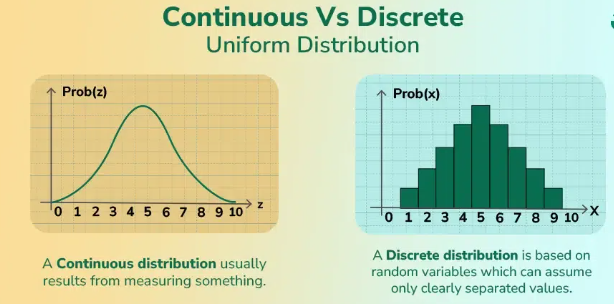 Continuous Vs Discrete
Uniform Distribution
Prob(z)
0 1 2 3 4 5 6 7 8 9 10 z
A Continuous distribution usually
results from measuring something.
Prob(x)
0 1 2 3 4 5 6 7 8 9 10 X
A Discrete distribution is based on
random variables which can assume
only clearly separated values.